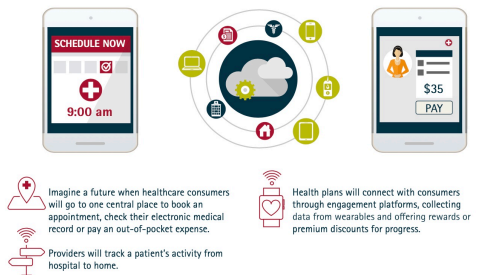 SCHEDULE NOW
9:00 am
$35
PAY
Imagine a future when healthcare consumers
will go to one central place to book an
appointment, check their electronic medical
record or pay an out-of-pocket expense.
Providers will track a patient's activity from
hospital to home.
Health plans will connect with consumers
through engagement platforms, collecting
data from wearables and offering rewards or
premium discounts for progress.